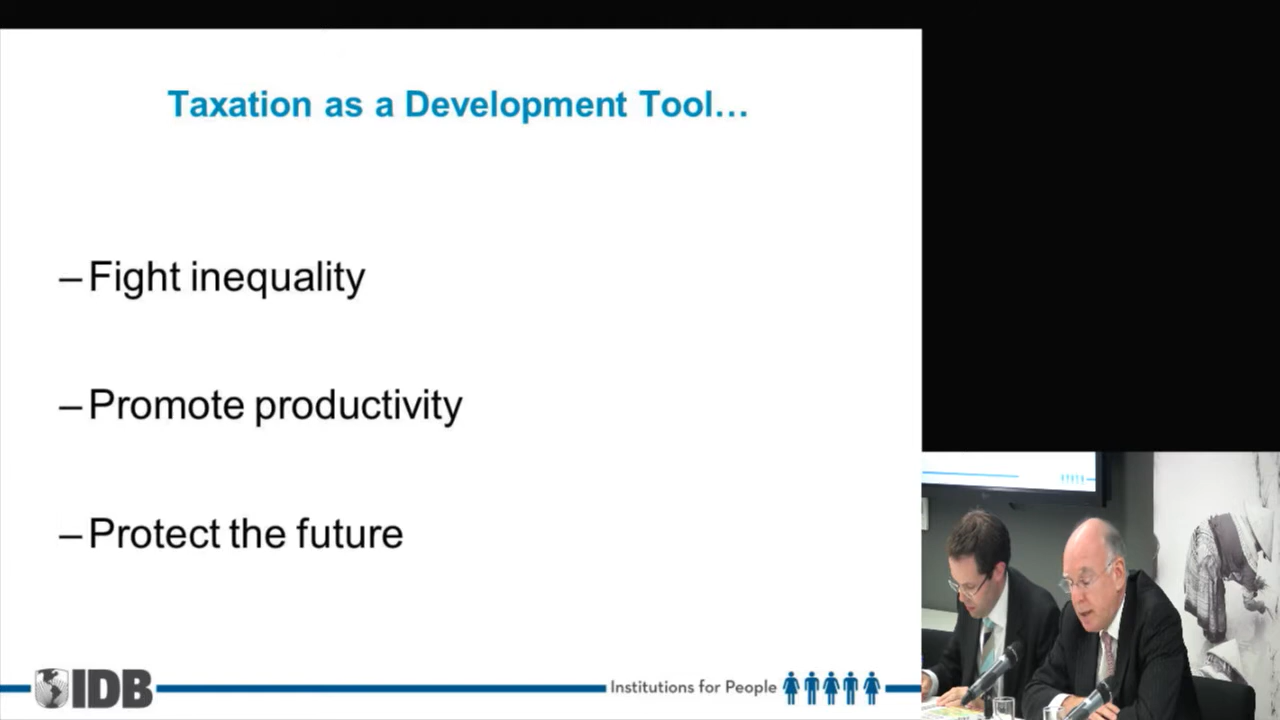 Taxation as a Development Tool…
– Fight inequality
– Promote productivity
– Protect the future
IDB
Institutions for People